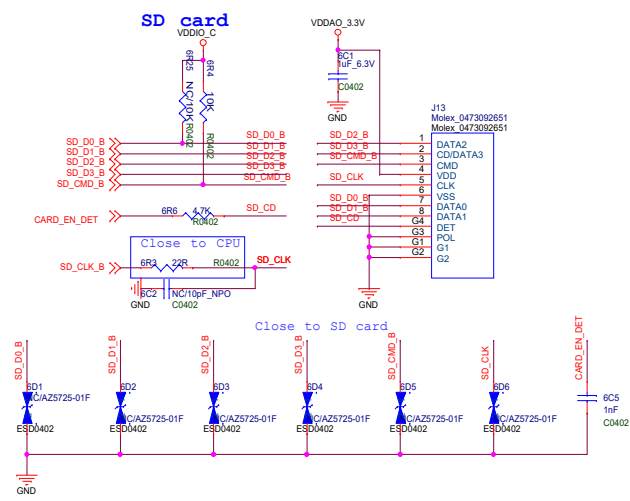 SD card
VDDIO_C
VDDAO_3.3V
6R25
NC/10K
R0402
6R4
10K
R0402
6C1
1uF_6.3V
C0402
GND
J13
Molex_0473092651
Molex_0473092651
SD_D0_B SD_D0_B
SD_D1_B SD_D1_B
SD_D2_B SD_D2_B
SD_D3_B SD_D3_B
SD_CMD_B SD_CMD_B
SD_D2_B 1 DATA2
SD_D3_B 2 CD/DATA3
SD_CMD_B 3 CMD
4 VDD
SD_CLK 5 CLK
6 VSS
SD_D0_B 7 DATA0
SD_D1_B 8 DATA1
SD_CD G4 DET
G3 POL
G1 G1
G2 G2
GND
CARD_EN_DET 6R6 4.7K R0402 SD_CD
Close to CPU
SD_CLK_B 6R3 22R R0402 SD_CLK
6C2 NC/10pF_NPO
C0402
GND
Close to SD card
SD_D0_B
SD_D1_B
SD_D2_B
SD_D3_B
SD_CMD_B
SD_CLK
CARD_EN_DET
6D1
NC/AZ5725-01F
ESD0402
6D2
NC/AZ5725-01F
ESD0402
6D3
NC/AZ5725-01F
ESD0402
6D4
NC/AZ5725-01F
ESD0402
6D5
NC/AZ5725-01F
ESD0402
6D6
NC/AZ5725-01F
ESD0402
6C5
1nF
C0402
GND